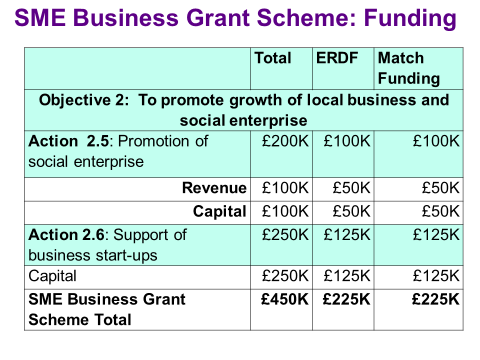 SME Business Grant Scheme: Funding
Total ERDF Match
Funding
Objective 2: To promote growth of local business and
social enterprise
Action 2.5: Promotion of £200K £100K £100K
social enterprise
Revenue £100K £50K £50K
Capital £100K £50K £50K
Action 2.6: Support of £250K £125K £125K
business start-ups
Capital £250K £125K £125K
SME Business Grant £450K £225K £225K
Scheme Total